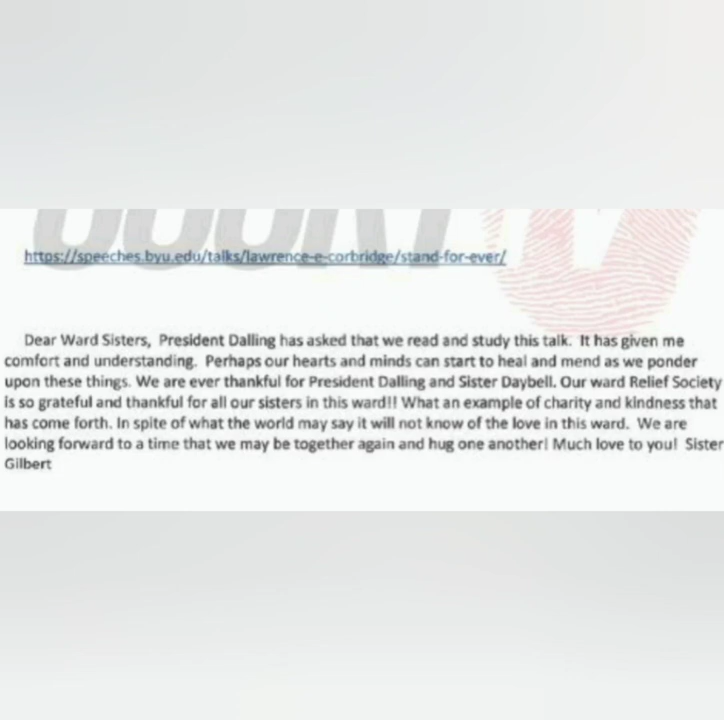 COURT TV
https://speeches.byu.edu/talks/lawrence-e-corbridge/stand-for-ever/
Dear Ward Sisters, President Dalling has asked that we read and study this talk. It has given me
comfort and understanding. Perhaps our hearts and minds can start to heal and mend as we ponder
upon these things. We are ever thankful for President Dalling and Sister Daybell. Our ward Relief Society
is so grateful and thankful for all our sisters in this ward!! What an example of charity and kindness that
has come forth. In spite of what the world may say it will not know of the love in this ward. We are
looking forward to a time that we may be together again and hug one another! Much love to you! Sister
Gilbert